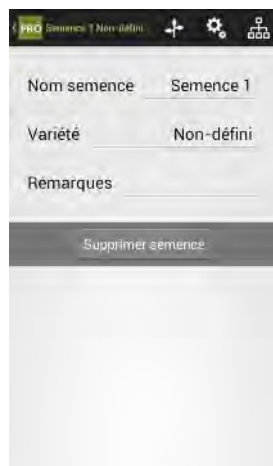 PRO Semence 1 Non-défini
Nom semence Semence 1
Variété Non-défini
Remarques
Supprimer semence